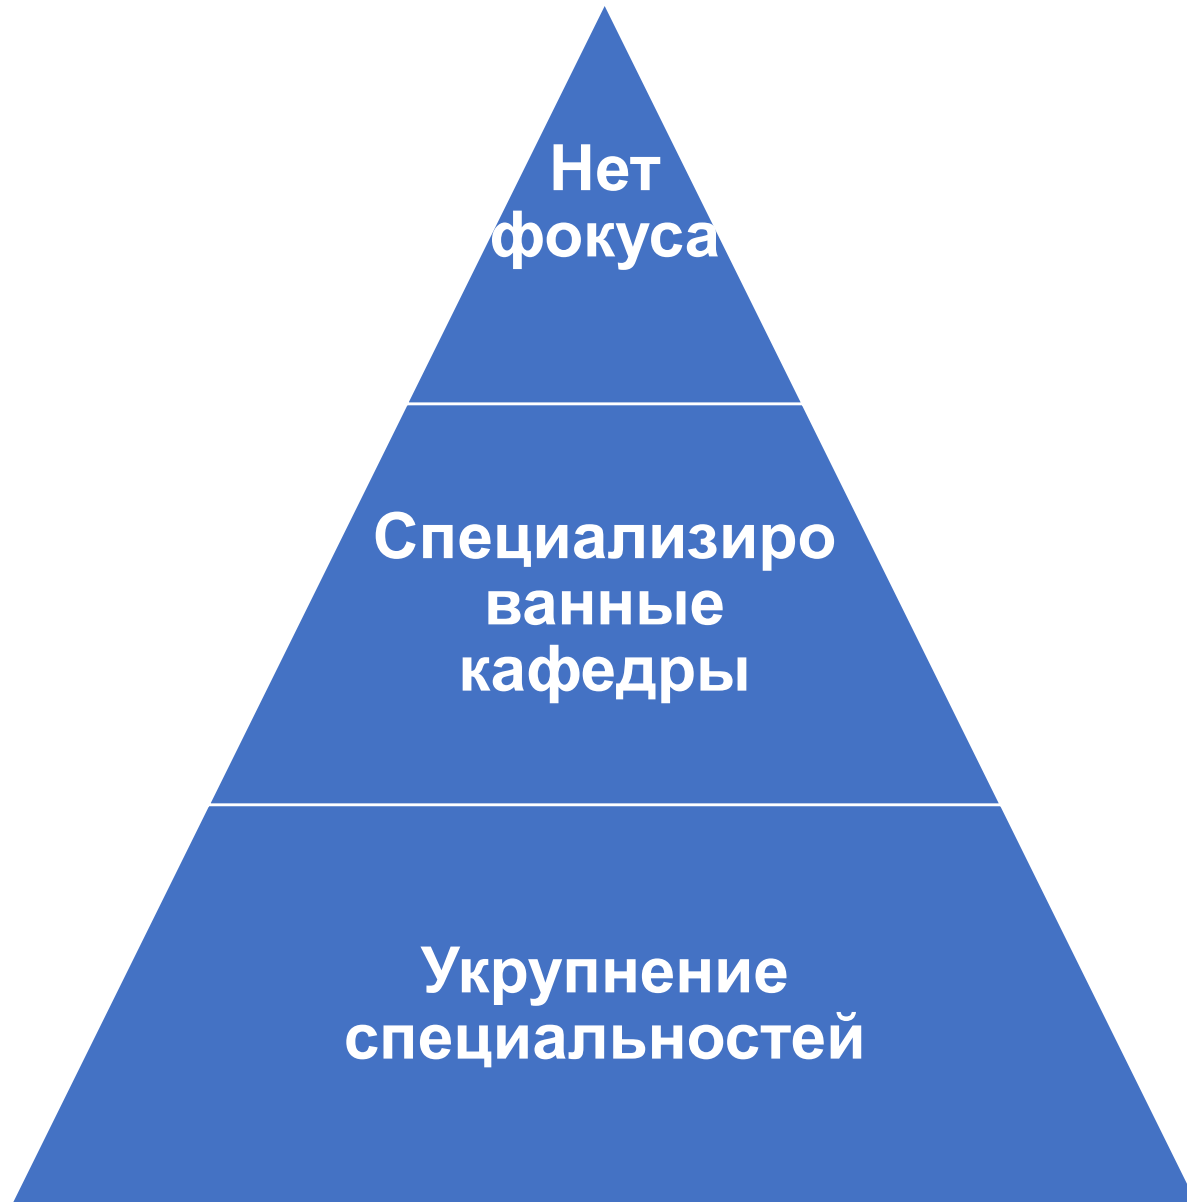 Нет
фокуса
Специализиро
ванные
кафедры
Укрупнение
специальностей